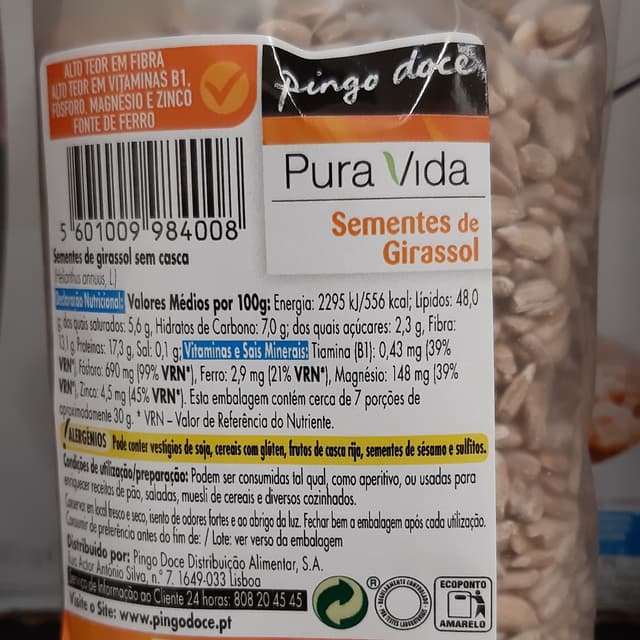 ALTO TEOR EM FIBRA
ALTO TEOR EM VITAMINAS B1,
FÓSFORO, MAGNÉSIO E ZINCO
FONTE DE FERRO
pingo doce
Pura Vida
Sementes de
Girassol
5 601009 984008
Sementes de girassol sem casca
(Helianthus annuus, L.)
Declaração Nutricional: Valores Médios por 100g: Energia: 2295 kJ/556 kcal; Lípidos: 48,0
g; dos quais saturados: 5,6 g, Hidratos de Carbono: 7,0 g; dos quais açúcares: 2,3 g, Fibra:
13,1 g, Proteínas: 17,3 g, Sal: 0,1 g; Vitaminas e Sais Minerais: Tiamina (B1): 0,43 mg (39%
VRN*), Fósforo: 690 mg (99% VRN*), Ferro: 2,9 mg (21% VRN*), Magnésio: 148 mg (39%
VRN*), Zinco: 4,5 mg (45% VRN*). Esta embalagem contém cerca de 7 porções de
aproximadamente 30 g. * VRN – Valor de Referência do Nutriente.
ALERGÉNIOS Pode conter vestígios de soja, cereais com glúten, frutos de casca rija, sementes de sésamo e sulfitos.
Condições de utilização/preparação: Podem ser consumidas tal qual, como aperitivo, ou usadas para
enriquecer receitas de pão, saladas, muesli de cereais e diversos cozinhados.
Conservar em local fresco e seco, isento de odores fortes e ao abrigo da luz. Fechar bem a embalagem após cada utilização.
Consumir de preferência antes do fim de: / Lote: ver verso da embalagem
Distribuído por: Pingo Doce Distribuição Alimentar, S.A.
Rua Actor António Silva, n.º 7. 1649-033 Lisboa
Serviço de Informação ao Cliente 24 horas: 808 20 45 45
Visite o Site: www.pingodoce.pt
®
ECOPONTO
AMARELO